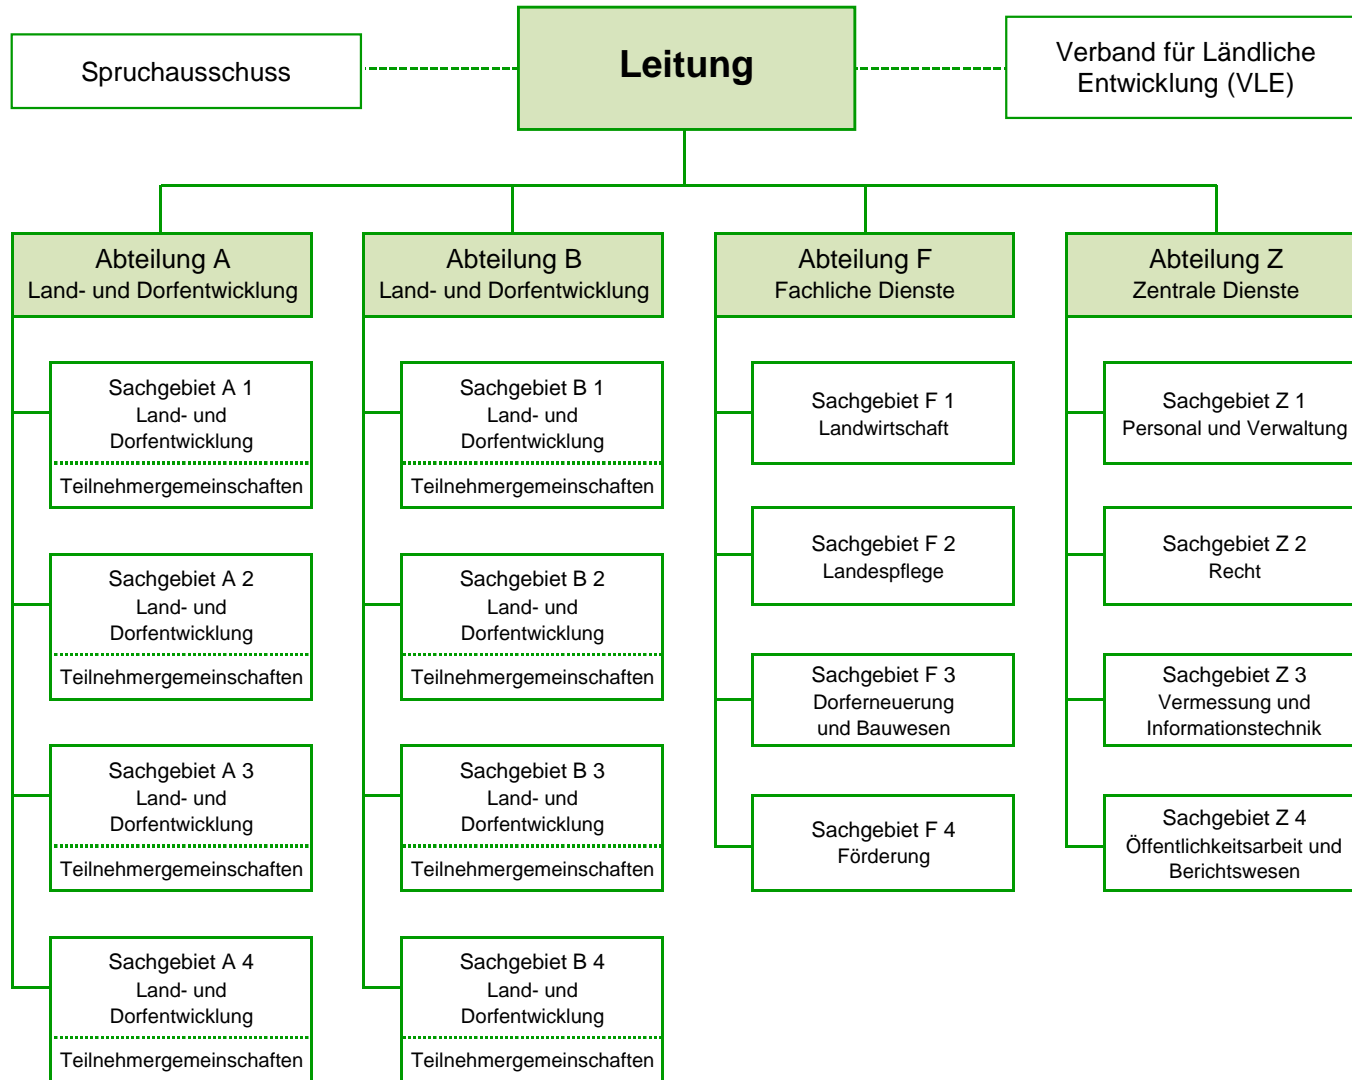 Spruchausschuss
Leitung
Verband für Ländliche
Entwicklung (VLE)
Abteilung A
Land- und Dorfentwicklung
Sachgebiet A 1
Land- und
Dorfentwicklung
Teilnehmergemeinschaften
Sachgebiet A 2
Land- und
Dorfentwicklung
Teilnehmergemeinschaften
Sachgebiet A 3
Land- und
Dorfentwicklung
Teilnehmergemeinschaften
Sachgebiet A 4
Land- und
Dorfentwicklung
Teilnehmergemeinschaften
Abteilung B
Land- und Dorfentwicklung
Sachgebiet B 1
Land- und
Dorfentwicklung
Teilnehmergemeinschaften
Sachgebiet B 2
Land- und
Dorfentwicklung
Teilnehmergemeinschaften
Sachgebiet B 3
Land- und
Dorfentwicklung
Teilnehmergemeinschaften
Sachgebiet B 4
Land- und
Dorfentwicklung
Teilnehmergemeinschaften
Abteilung F
Fachliche Dienste
Sachgebiet F 1
Landwirtschaft
Sachgebiet F 2
Landespflege
Sachgebiet F 3
Dorferneuerung
und Bauwesen
Sachgebiet F 4
Förderung
Abteilung Z
Zentrale Dienste
Sachgebiet Z 1
Personal und Verwaltung
Sachgebiet Z 2
Recht
Sachgebiet Z 3
Vermessung und
Informationstechnik
Sachgebiet Z 4
Öffentlichkeitsarbeit und
Berichtswesen